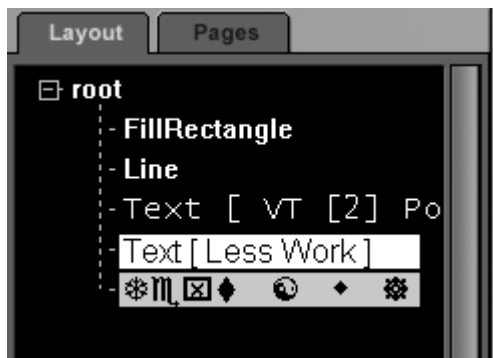 Layout Pages
root
FillRectangle
Line
Text [ VT [2] Po
Text [ Less Work ]
❄♏☒♦ ☯ ⬥ ☸